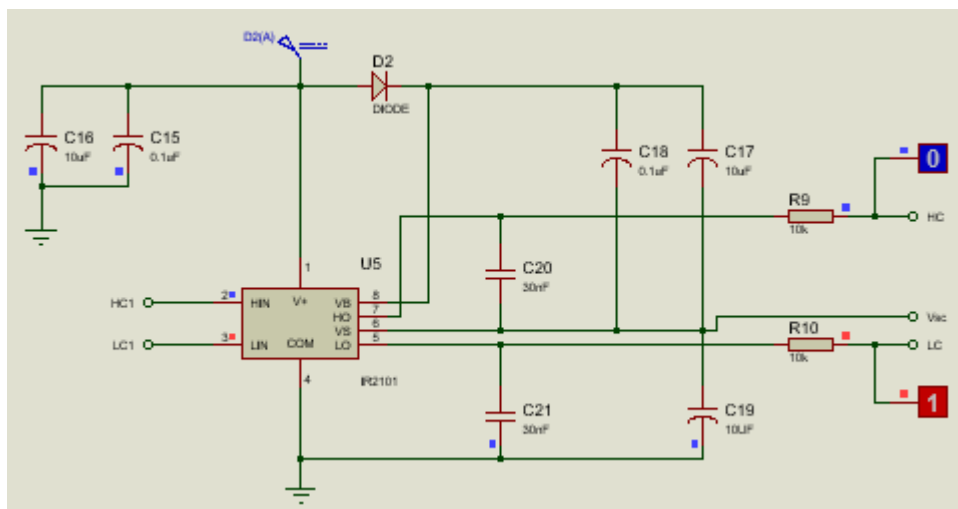 D2(A)
D2
DIODE
C16
10uF
C15
0.1uF
C18
0.1uF
C17
10uF
0
R9
10k
HC
1
U5
C20
30nF
HC1
2
HIN
V+
VB
8
HO
7
VS
6
LC1
3
LIN
COM
LO
5
4
IR2101
Vsc
R10
10k
LC
C21
30nF
C19
10UF
1